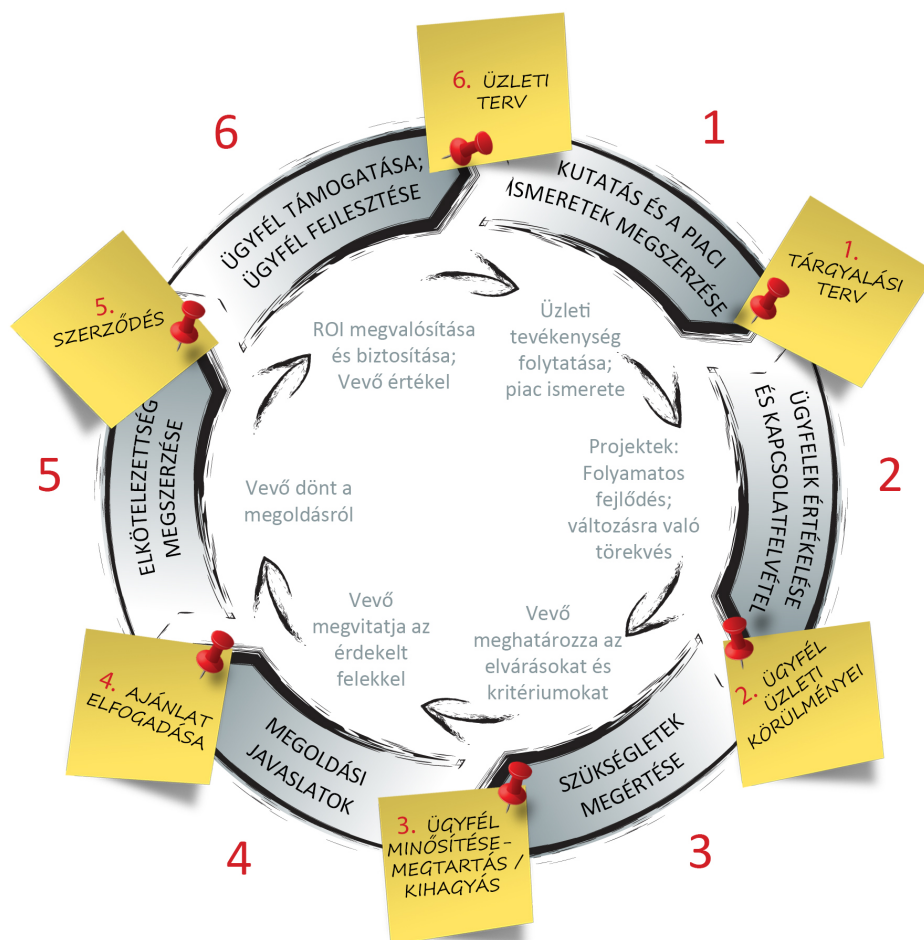 6. ÜZLETI
TERV
1
KUTATÁS ÉS A PIACI
ISMERETEK MEGSZERZÉSE
1.
TÁRGYALÁSI
TERV
2
ÜGYFELEK ÉRTÉKELÉSE
ÉS KAPCSOLATFELVÉTEL
2. ÜGYFÉL
ÜZLETI
KÖRÜLMÉNYEI
3
SZÜKSÉGLETEK
MEGÉRTÉSE
3. ÜGYFÉL
MINŐSÍTÉSE-
MEGTARTÁS /
KIHAGYÁS
4
MEGOLDÁSI
JAVASLATOK
4. AJÁNLAT
ELFOGADÁSA
5
ELKÖTELEZETTSÉG
MEGSZERZÉSE
5.
SZERZŐDÉS
6
ÜGYFÉL TÁMOGATÁSA;
ÜGYFÉL FEJLESZTÉSE
Üzleti
tevékenység
folytatása;
piac ismerete
Projektek:
Folyamatos
fejlődés;
változásra való
törekvés
Vevő
meghatározza az
elvárásokat és
kritériumokat
Vevő
megvitatja az
érdekelt
felekkel
Vevő dönt a
megoldásról
ROI megvalósítása
és biztosítása;
Vevő értékel